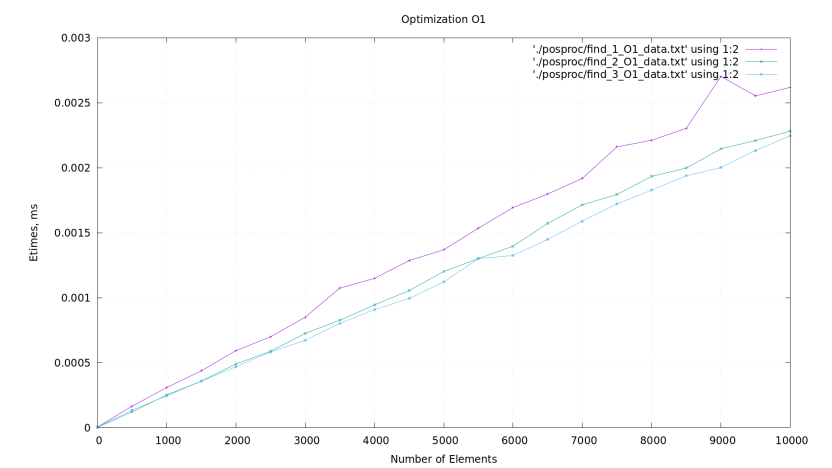 Optimization O1
'./posproc/find_1_O1_data.txt' using 1:2
'./posproc/find_2_O1_data.txt' using 1:2
'./posproc/find_3_O1_data.txt' using 1:2
0.003
0.0025
0.002
0.0015
0.001
0.0005
0
Etimes, ms
0 1000 2000 3000 4000 5000 6000 7000 8000 9000 10000
Number of Elements